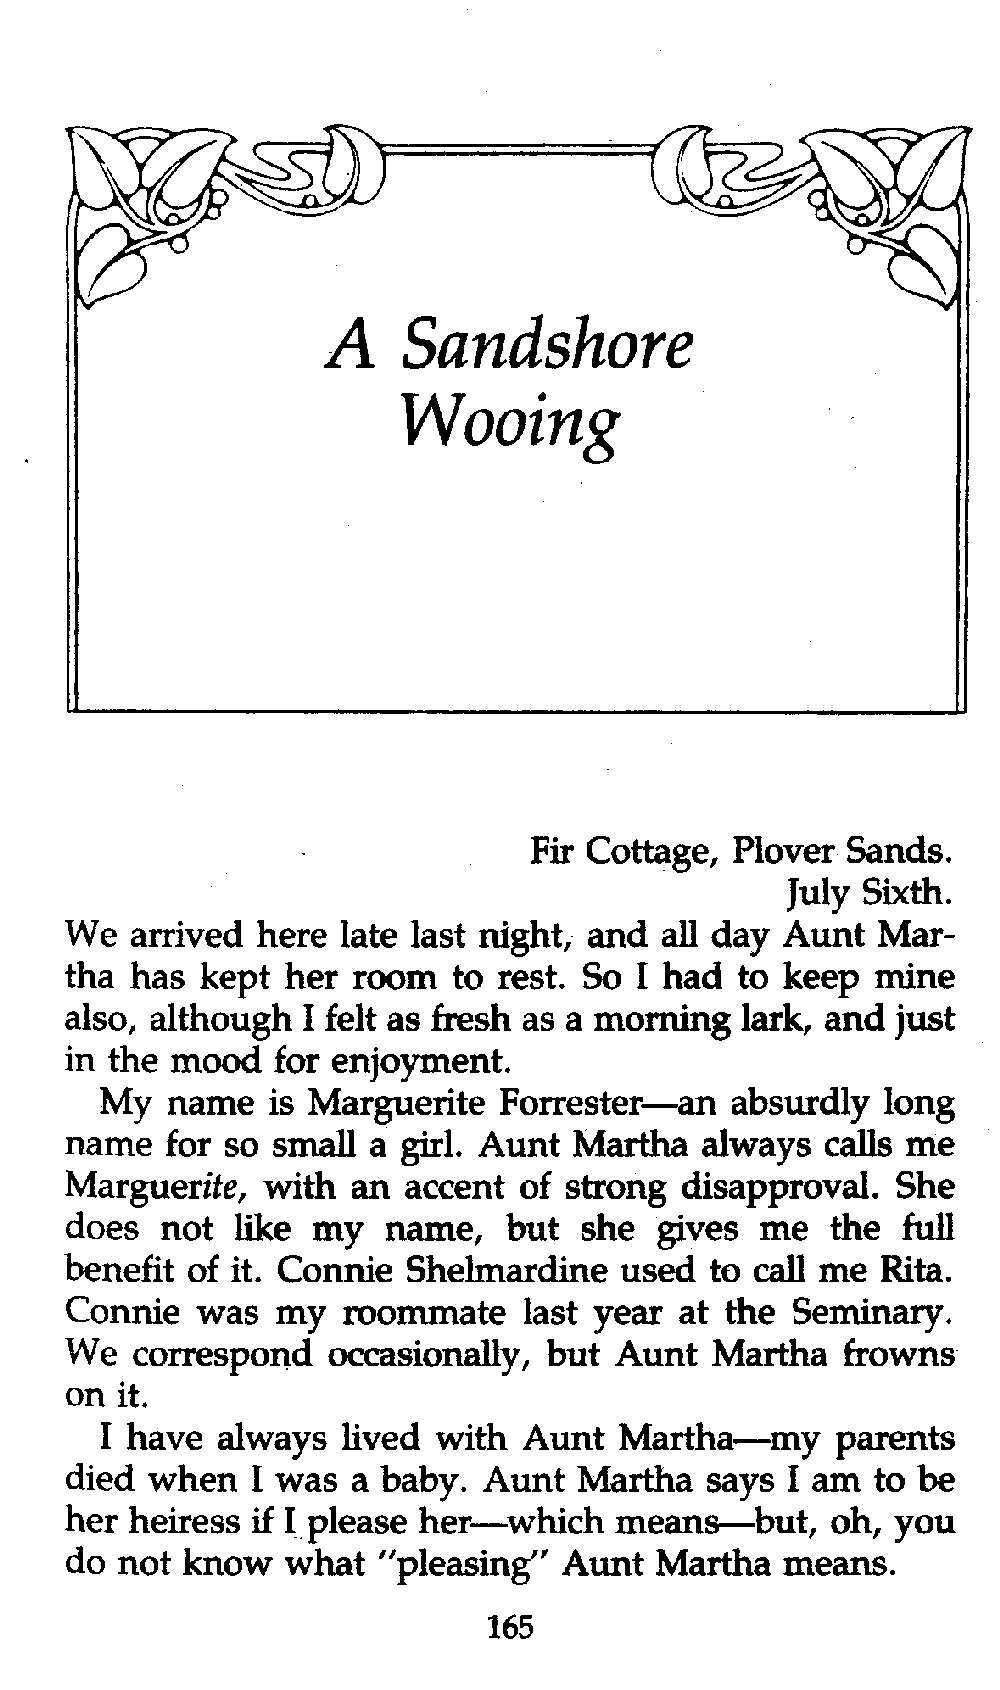 A Sandshore
Wooing
Fir Cottage, Plover Sands.
July Sixth.
We arrived here late last night, and all day Aunt Mar-
tha has kept her room to rest. So I had to keep mine
also, although I felt as fresh as a morning lark, and just
in the mood for enjoyment.
My name is Marguerite Forrester—an absurdly long
name for so small a girl. Aunt Martha always calls me
Marguerite, with an accent of strong disapproval. She
does not like my name, but she gives me the full
benefit of it. Connie Shelmardine used to call me Rita.
Connie was my roommate last year at the Seminary.
We correspond occasionally, but Aunt Martha frowns
on it.
I have always lived with Aunt Martha—my parents
died when I was a baby. Aunt Martha says I am to be
her heiress if I please her—which means—but, oh, you
do not know what "pleasing" Aunt Martha means.
165